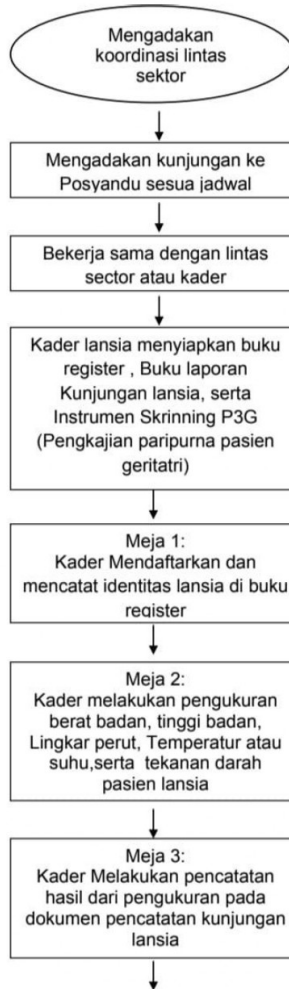 Mengadakan
koordinasi lintas
sektor
Mengadakan kunjungan ke
Posyandu sesua jadwal
Bekerja sama dengan lintas
sector atau kader
Kader lansia menyiapkan buku
register , Buku laporan
Kunjungan lansia, serta
Instrumen Skrinning P3G
(Pengkajian paripurna pasien
geritatri)
Meja 1:
Kader Mendaftarkan dan
mencatat identitas lansia di buku
register
Meja 2:
Kader melakukan pengukuran
berat badan, tinggi badan,
Lingkar perut, Temperatur atau
suhu,serta tekanan darah
pasien lansia
Meja 3:
Kader Melakukan pencatatan
hasil dari pengukuran pada
dokumen pencatatan kunjungan
lansia